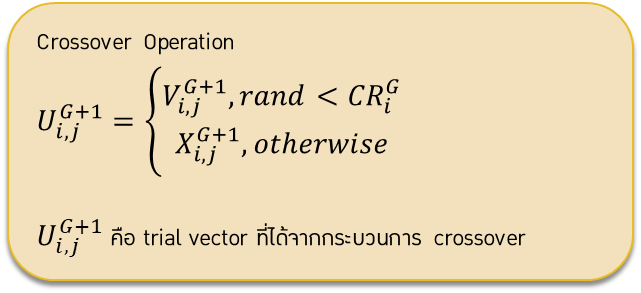 Crossover Operation
U_{i,j}^{G+1} = { V_{i,j}^{G+1}, rand < CR_i^G
X_{i,j}^{G+1}, otherwise
U_{i,j}^{G+1} คือ trial vector ที่ได้จากกระบวนการ crossover